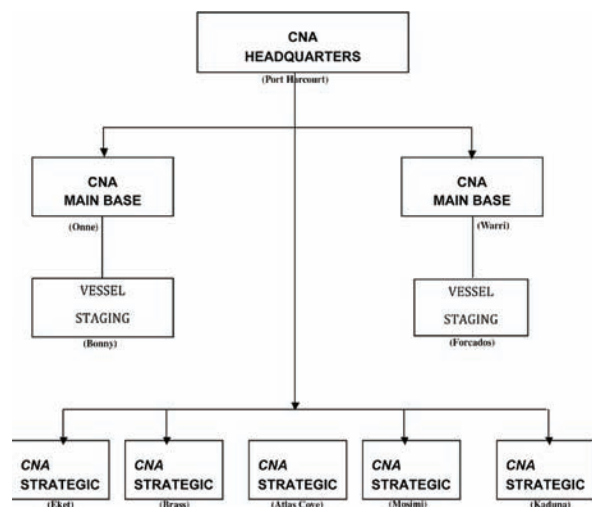 CNA
HEADQUARTERS
(Port Harcourt)
CNA
MAIN BASE
(Onne)
CNA
MAIN BASE
(Warri)
VESSEL
STAGING
(Bonny)
VESSEL
STAGING
(Forcados)
CNA
STRATEGIC
(Eket)
CNA
STRATEGIC
(Brass)
CNA
STRATEGIC
(Atlas Cove)
CNA
STRATEGIC
(Mosimi)
CNA
STRATEGIC
(Kaduna)